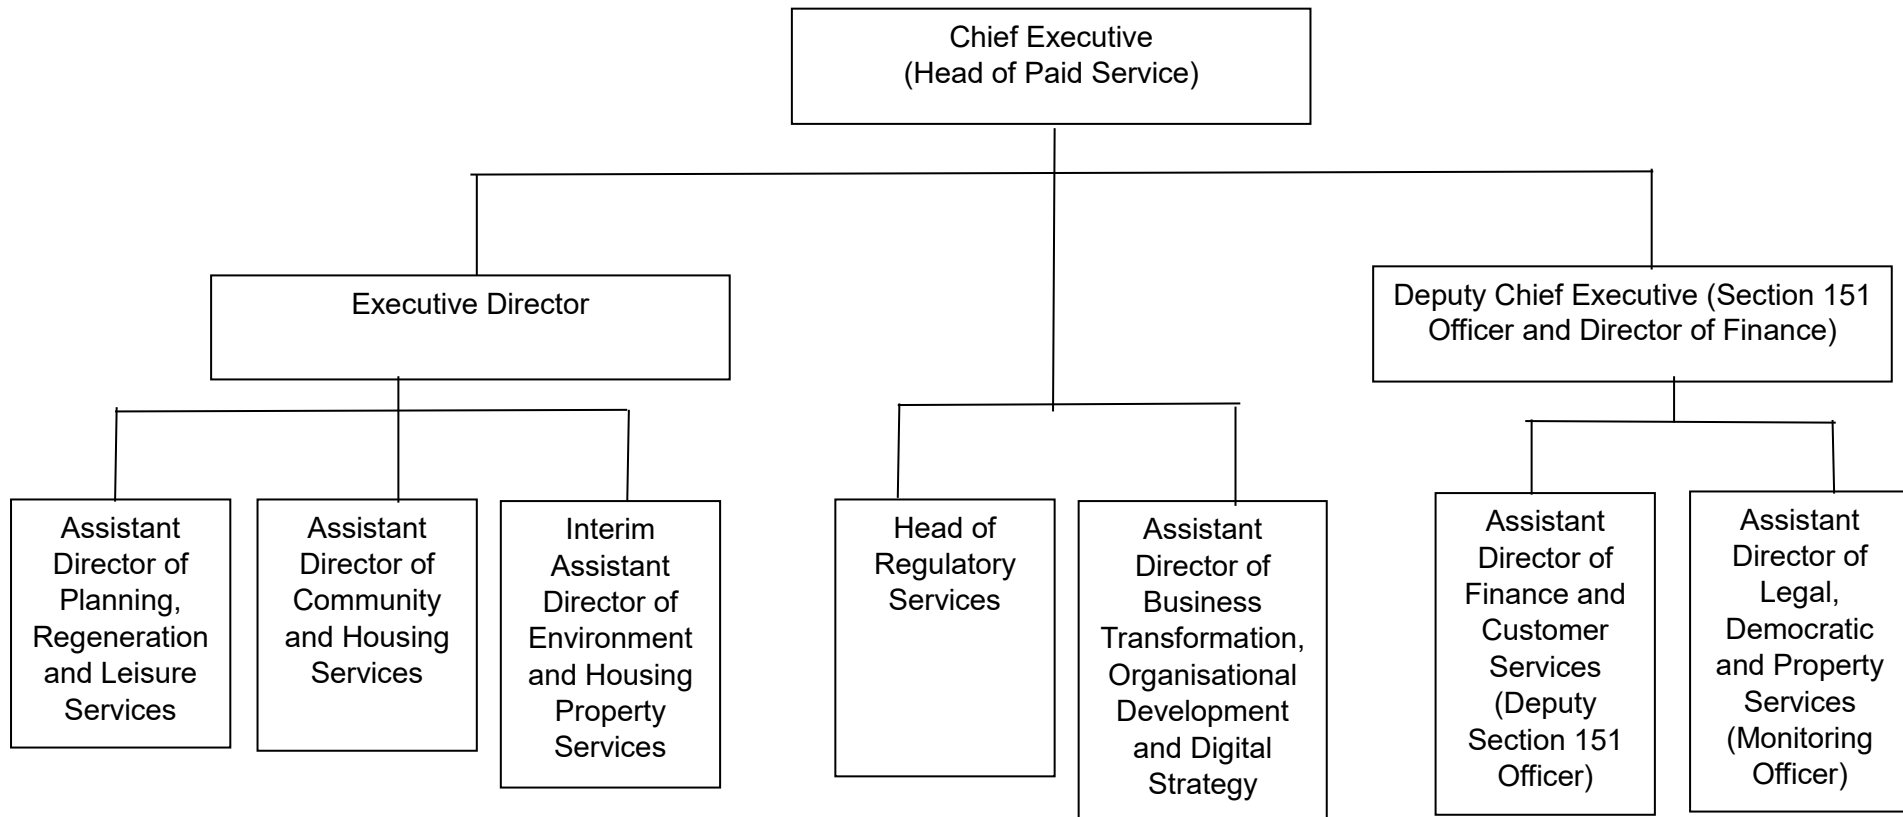 Chief Executive
(Head of Paid Service)
Executive Director
Deputy Chief Executive (Section 151
Officer and Director of Finance)
Assistant
Director of
Planning,
Regeneration
and Leisure
Services
Assistant
Director of
Community
and Housing
Services
Interim
Assistant
Director of
Environment
and Housing
Property
Services
Head of
Regulatory
Services
Assistant
Director of
Business
Transformation,
Organisational
Development
and Digital
Strategy
Assistant
Director of
Finance and
Customer
Services
(Deputy
Section 151
Officer)
Assistant
Director of
Legal,
Democratic
and Property
Services
(Monitoring
Officer)